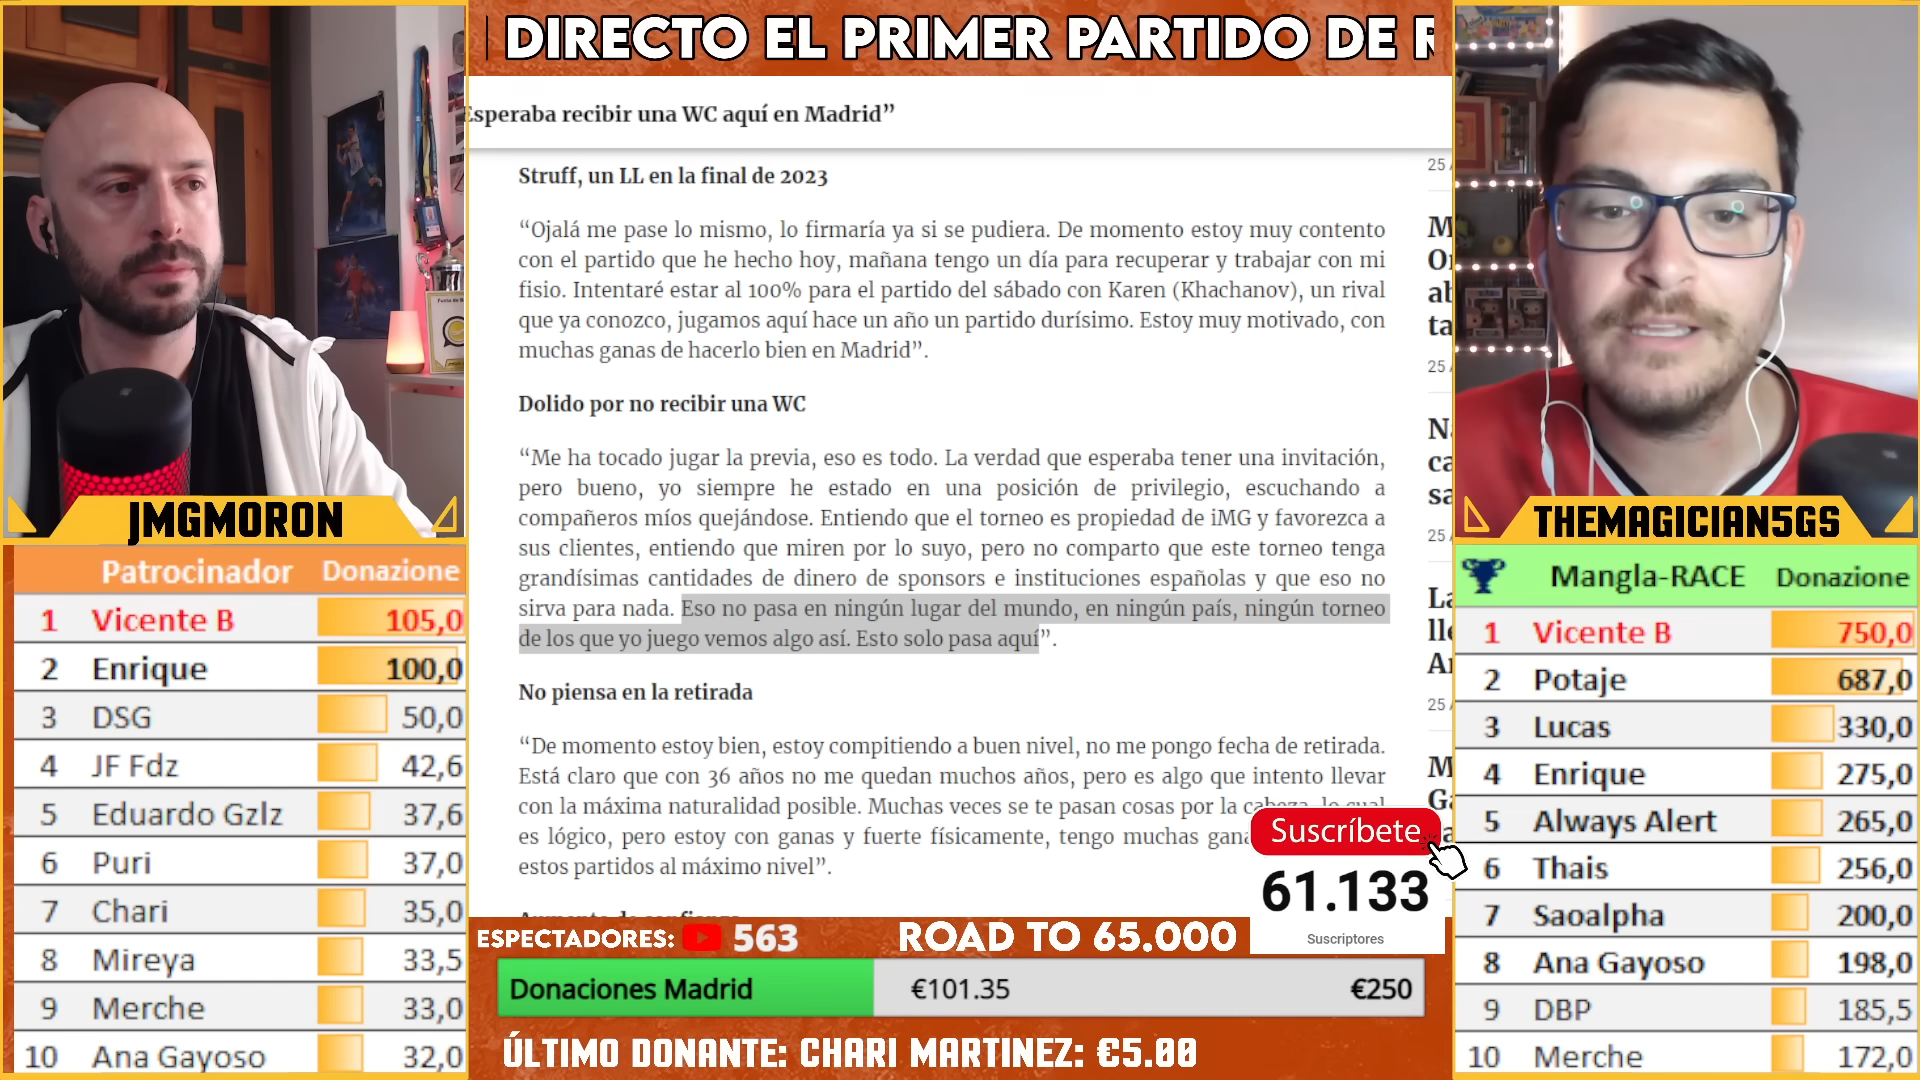 DIRECTO EL PRIMER PARTIDO DE
Esperaba recibir una WC aquí en Madrid”
Struff, un LL en la final de 2023
“Ojalá me pase lo mismo, lo firmaría ya si se pudiera. De momento estoy muy contento
con el partido que he hecho hoy, mañana tengo un día para recuperar y trabajar con mi
fisio. Intentaré estar al 100% para el partido del sábado con Karen (Khachanov), un rival
que ya conozco, jugamos aquí hace un año un partido durísimo. Estoy muy motivado, con
muchas ganas de hacerlo bien en Madrid”.
Dolido por no recibir una WC
“Me ha tocado jugar la previa, eso es todo. La verdad que esperaba tener una invitación,
pero bueno, yo siempre he estado en una posición de privilegio, escuchando a
compañeros míos quejándose. Entiendo que el torneo es propiedad de iMG y favorezca a
sus clientes, entiendo que miren por lo suyo, pero no comparto que este torneo tenga
grandísimas cantidades de dinero de sponsors e instituciones españolas y que eso no
sirva para nada. Eso no pasa en ningún lugar del mundo, en ningún país, ningún torneo
de los que yo juego vemos algo así. Esto solo pasa aquí”.
No piensa en la retirada
“De momento estoy bien, estoy compitiendo a buen nivel, no me pongo fecha de retirada.
Está claro que con 36 años no me quedan muchos años, pero es algo que intento llevar
con la máxima naturalidad posible. Muchas veces se te pasan cosas por la cabeza, lo cual
es lógico, pero estoy con ganas y fuerte físicamente, tengo muchas
estos partidos al máximo nivel”.
25
25
25
25
JMGMORON
Patrocinador Donazione
1 Vicente B 105,0
2 Enrique 100,0
3 DSG 50,0
4 JF Fdz 42,6
5 Eduardo Gzlz 37,6
6 Puri 37,0
7 Chari 35,0
8 Mireya 33,5
9 Merche 33,0
10 Ana Gayoso 32,0
THEMAGICIAN5GS
Mangla-RACE Donazione
1 Vicente B 750,0
2 Potaje 687,0
3 Lucas 330,0
4 Enrique 275,0
5 Always Alert 265,0
6 Thais 256,0
7 Saoalpha 200,0
8 Ana Gayoso 198,0
9 DBP 185,5
10 Merche 172,0
Suscríbete
61.133
Suscriptores
ESPECTADORES: 563
ROAD TO 65.000
Donaciones Madrid €101.35 €250
ÚLTIMO DONANTE: CHARI MARTINEZ: €5.00